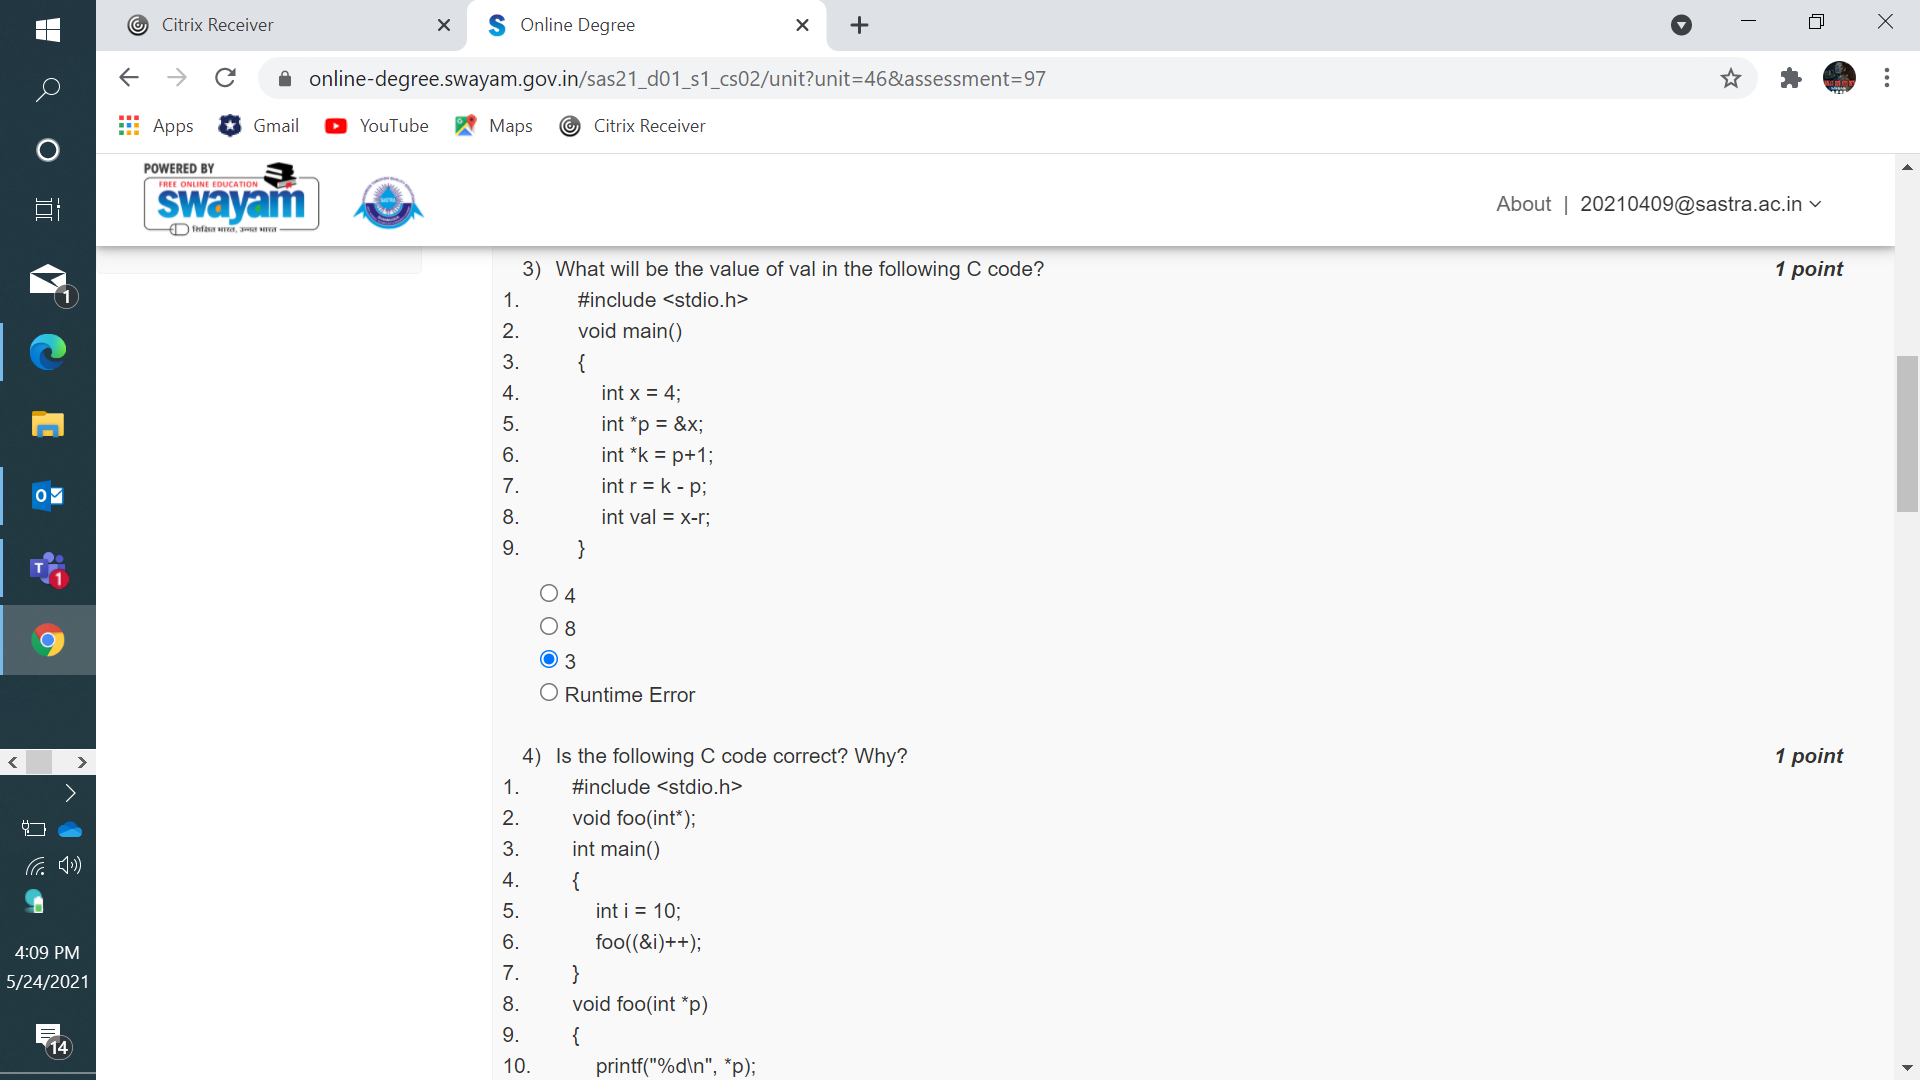 Citrix Receiver
Online Degree
online-degree.swayam.gov.in/sas21_d01_s1_cs02/unit?unit=46&assessment=97
Apps Gmail YouTube Maps Citrix Receiver
POWERED BY
FREE ONLINE EDUCATION
swayam
शिक्षित भारत, उन्नत भारत
About | 20210409@sastra.ac.in
3) What will be the value of val in the following C code? 1 point
1. #include <stdio.h>
2. void main()
3. {
4. int x = 4;
5. int *p = &x;
6. int *k = p+1;
7. int r = k - p;
8. int val = x-r;
9. }
4
8
3
Runtime Error
4) Is the following C code correct? Why? 1 point
1. #include <stdio.h>
2. void foo(int*);
3. int main()
4. {
5. int i = 10;
6. foo((&i)++);
7. }
8. void foo(int *p)
9. {
10. printf("%d\n", *p);
1
T
1
4:09 PM
5/24/2021
14